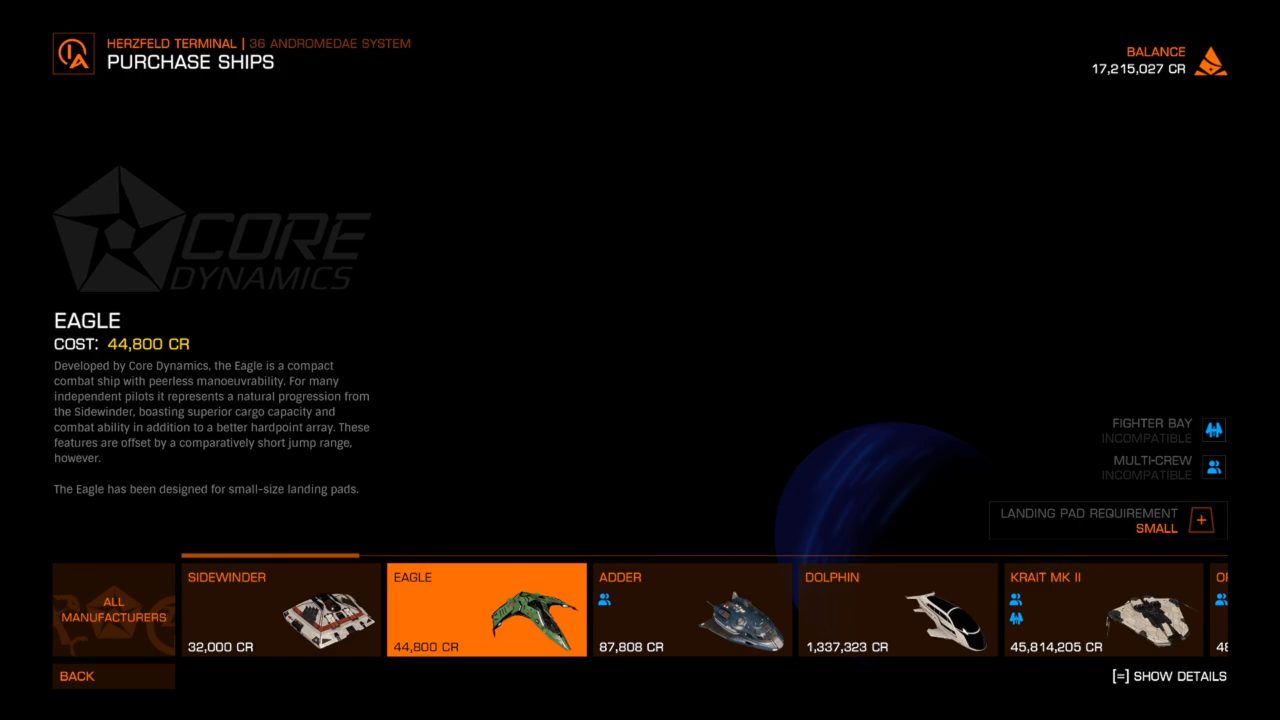 HERZFELD TERMINAL | 36 ANDROMEDAE SYSTEM
PURCHASE SHIPS
BALANCE
17,215,027 CR
CORE
DYNAMICS
EAGLE
COST: 44,800 CR
Developed by Core Dynamics, the Eagle is a compact
combat ship with peerless manoeuvrability. For many
independent pilots it represents a natural progression from
the Sidewinder, boasting superior cargo capacity and
combat ability in addition to a better hardpoint array. These
features are offset by a comparatively short jump range,
however.
The Eagle has been designed for small-size landing pads.
FIGHTER BAY
INCOMPATIBLE
MULTI-CREW
INCOMPATIBLE
LANDING PAD REQUIREMENT
SMALL
ALL
MANUFACTURERS
SIDEWINDER
32,000 CR
EAGLE
44,800 CR
ADDER
87,808 CR
DOLPHIN
1,337,323 CR
KRAIT MK II
45,814,205 CR
BACK
[=] SHOW DETAILS